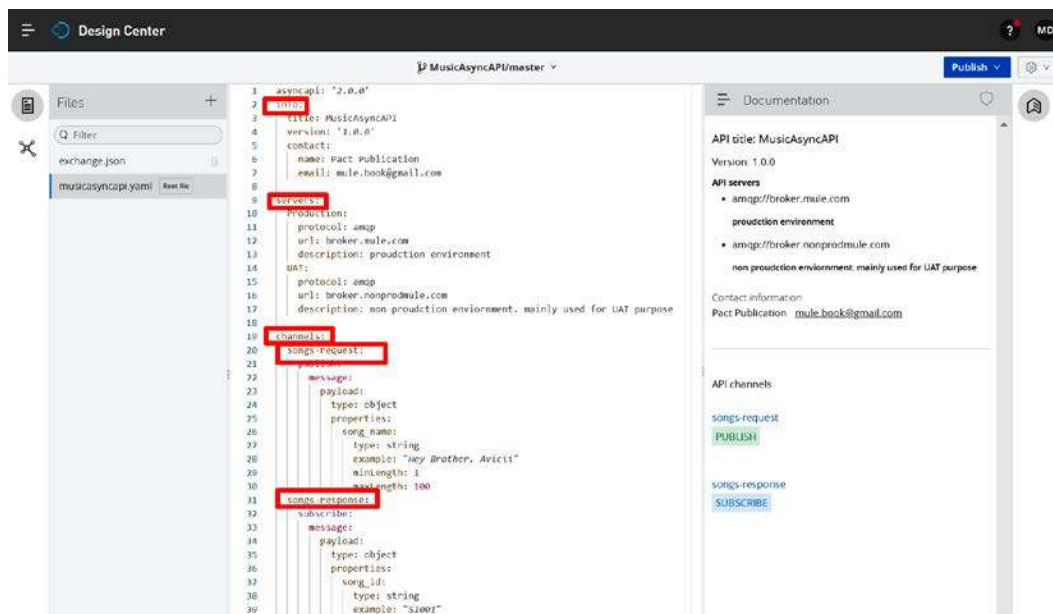 Design Center
?
MD
MusicAsyncAPI/master
Publish
Files
+
Filter
exchange.json
musicasyncapi.yaml Root file
1 asyncapi: '2.0.0'
2 info:
3 title: MusicAsyncAPI
4 version: '1.0.0'
5 contact:
6 name: Pact Publication
7 email: mule.book@gmail.com
8
9 servers:
10 Production:
11 protocol: amqp
12 url: broker.mule.com
13 description: proudction environment
14 UAT:
15 protocol: amqp
16 url: broker.nonprodmule.com
17 description: non proudction enviornment. mainly used for UAT purpose
18
19 channels:
20 songs-request:
21 publish:
22 message:
23 payload:
24 type: object
25 properties:
26 song_name:
27 type: string
28 example: "Hey Brother. Avicii"
29 minLength: 1
30 maxLength: 100
31 songs-response:
32 subscribe:
33 message:
34 payload:
35 type: object
36 properties:
37 song_id:
38 type: string
39 example: "S1001"
Documentation
API title: MusicAsyncAPI
Version: 1.0.0
API servers
• amqp://broker.mule.com
proudction environment
• amqp://broker.nonprodmule.com
non proudction enviornment. mainly used for UAT purpose
Contact information
Pact Publication mule.book@gmail.com
API channels
songs-request
PUBLISH
songs-response
SUBSCRIBE